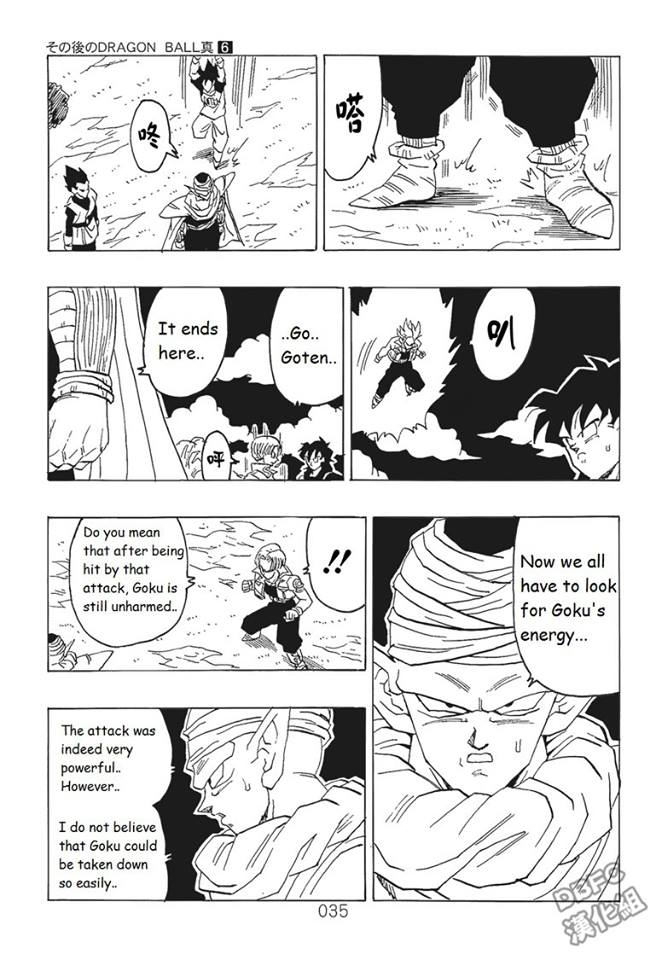 その後のDRAGON BALL真 6
嗒
咚
叭
..Go..
Goten..
It ends
here..
呯
Now we all
have to look
for Goku's
energy...
!!
Do you mean
that after being
hit by that
attack, Goku is
still unharmed..
The attack was
indeed very
powerful..
However..
I do not believe
that Goku could
be taken down
so easily..
035
DBFC
漢化組